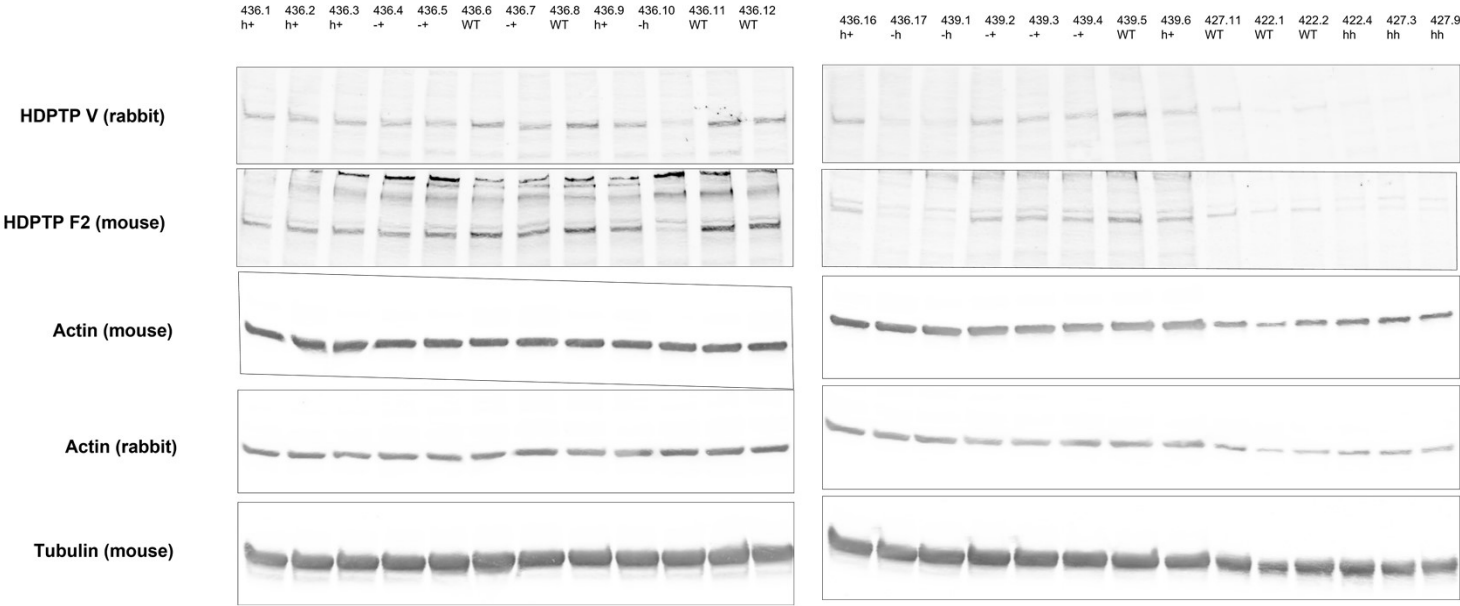 436.1 436.2 436.3 436.4 436.5 436.6 436.7 436.8 436.9 436.10 436.11 436.12
h+ h+ h+ -+ -+ WT -+ WT h+ -h WT WT
436.16 436.17 439.1 439.2 439.3 439.4 439.5 439.6 427.11 422.1 422.2 422.4 427.3 427.9
h+ -h -h -+ -+ -+ WT h+ WT WT WT hh hh hh
HDPTP V (rabbit)
HDPTP F2 (mouse)
Actin (mouse)
Actin (rabbit)
Tubulin (mouse)